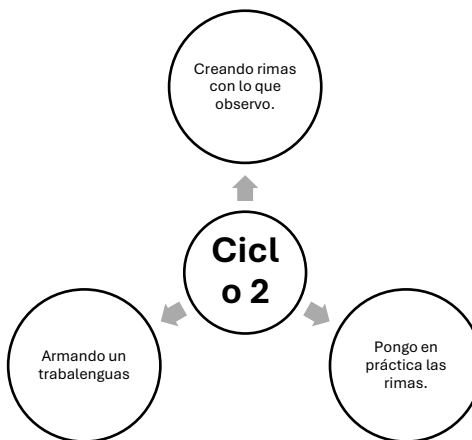 Creando rimas
con lo que
observo.
Cicl
o 2
Armando un
trabalenguas
Pongo en
práctica las
rimas.